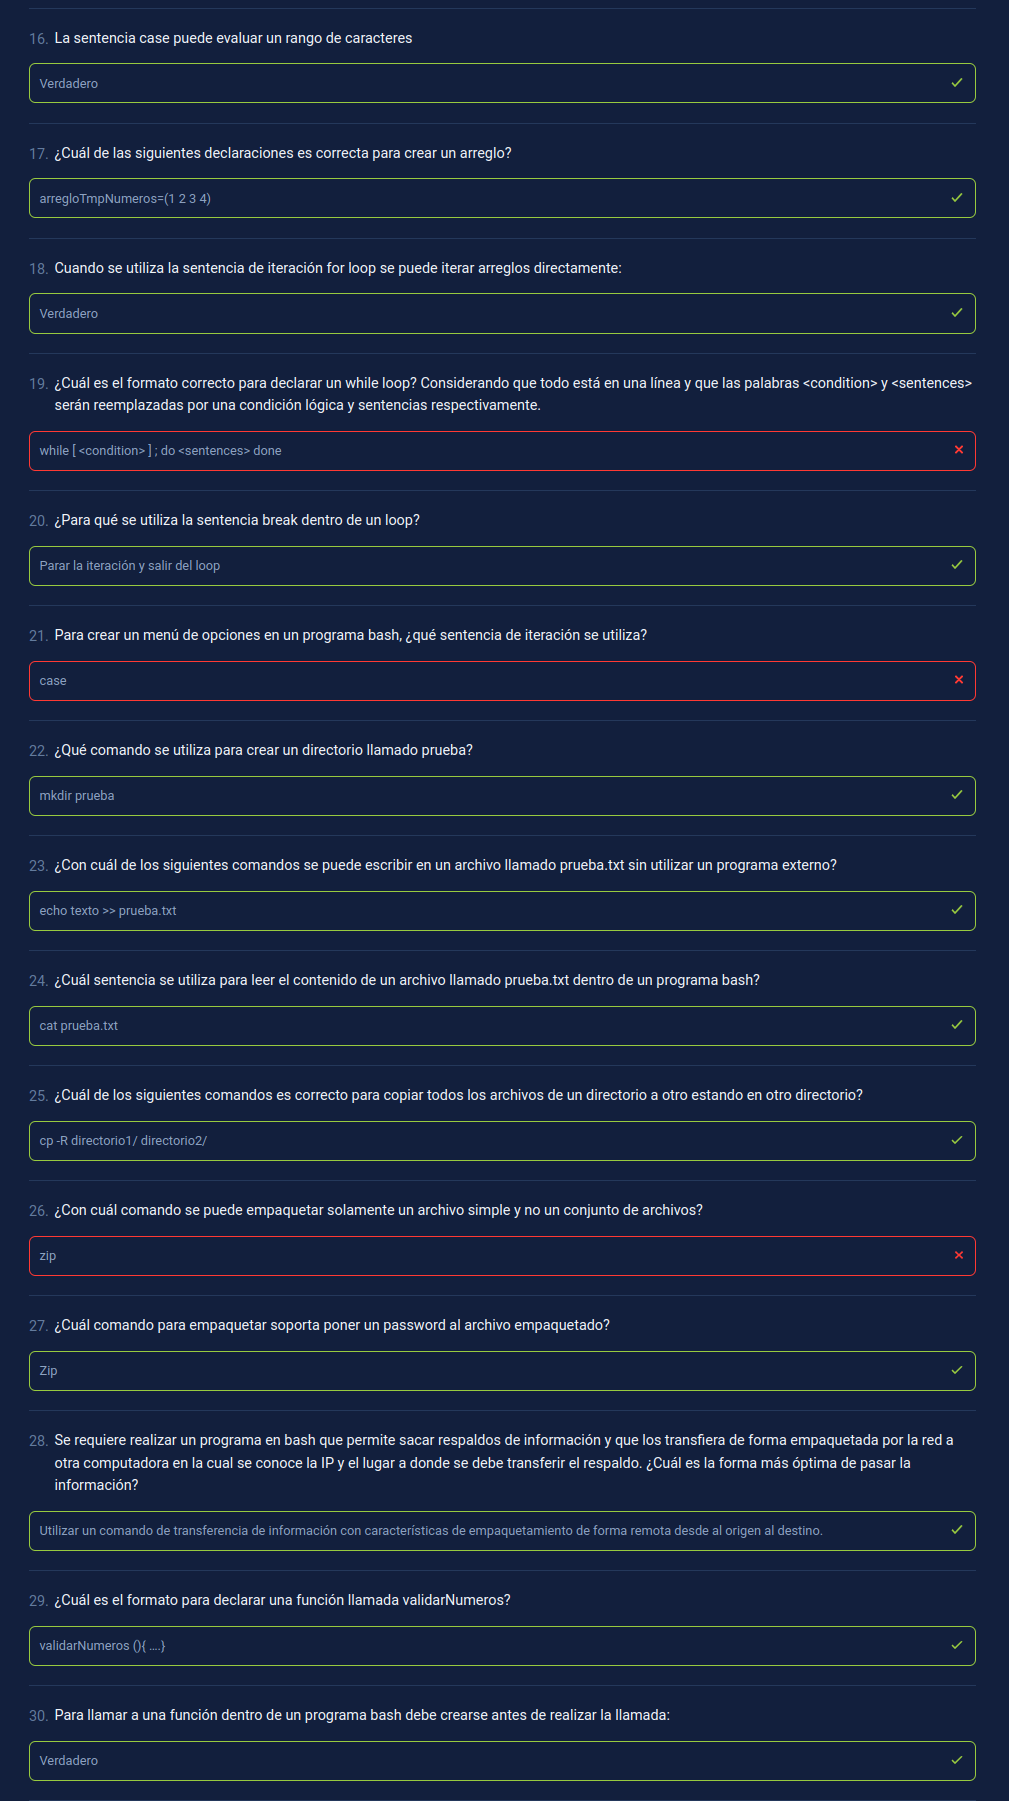 16. La sentencia case puede evaluar un rango de caracteres
Verdadero
17. ¿Cuál de las siguientes declaraciones es correcta para crear un arreglo?
arregloTmpNumeros=(1 2 3 4)
18. Cuando se utiliza la sentencia de iteración for loop se puede iterar arreglos directamente:
Verdadero
19. ¿Cuál es el formato correcto para declarar un while loop? Considerando que todo está en una línea y que las palabras <condition> y <sentences>
serán reemplazadas por una condición lógica y sentencias respectivamente.
while [ <condition> ] ; do <sentences> done
20. ¿Para qué se utiliza la sentencia break dentro de un loop?
Parar la iteración y salir del loop
21. Para crear un menú de opciones en un programa bash, ¿qué sentencia de iteración se utiliza?
case
22. ¿Qué comando se utiliza para crear un directorio llamado prueba?
mkdir prueba
23. ¿Con cuál de los siguientes comandos se puede escribir en un archivo llamado prueba.txt sin utilizar un programa externo?
echo texto >> prueba.txt
24. ¿Cuál sentencia se utiliza para leer el contenido de un archivo llamado prueba.txt dentro de un programa bash?
cat prueba.txt
25. ¿Cuál de los siguientes comandos es correcto para copiar todos los archivos de un directorio a otro estando en otro directorio?
cp -R directorio1/ directorio2/
26. ¿Con cuál comando se puede empaquetar solamente un archivo simple y no un conjunto de archivos?
zip
27. ¿Cuál comando para empaquetar soporta poner un password al archivo empaquetado?
Zip
28. Se requiere realizar un programa en bash que permite sacar respaldos de información y que los transfiera de forma empaquetada por la red a
otra computadora en la cual se conoce la IP y el lugar a donde se debe transferir el respaldo. ¿Cuál es la forma más óptima de pasar la
información?
Utilizar un comando de transferencia de información con características de empaquetamiento de forma remota desde al origen al destino.
29. ¿Cuál es el formato para declarar una función llamada validarNumeros?
validarNumeros (){ ....}
30. Para llamar a una función dentro de un programa bash debe crearse antes de realizar la llamada:
Verdadero